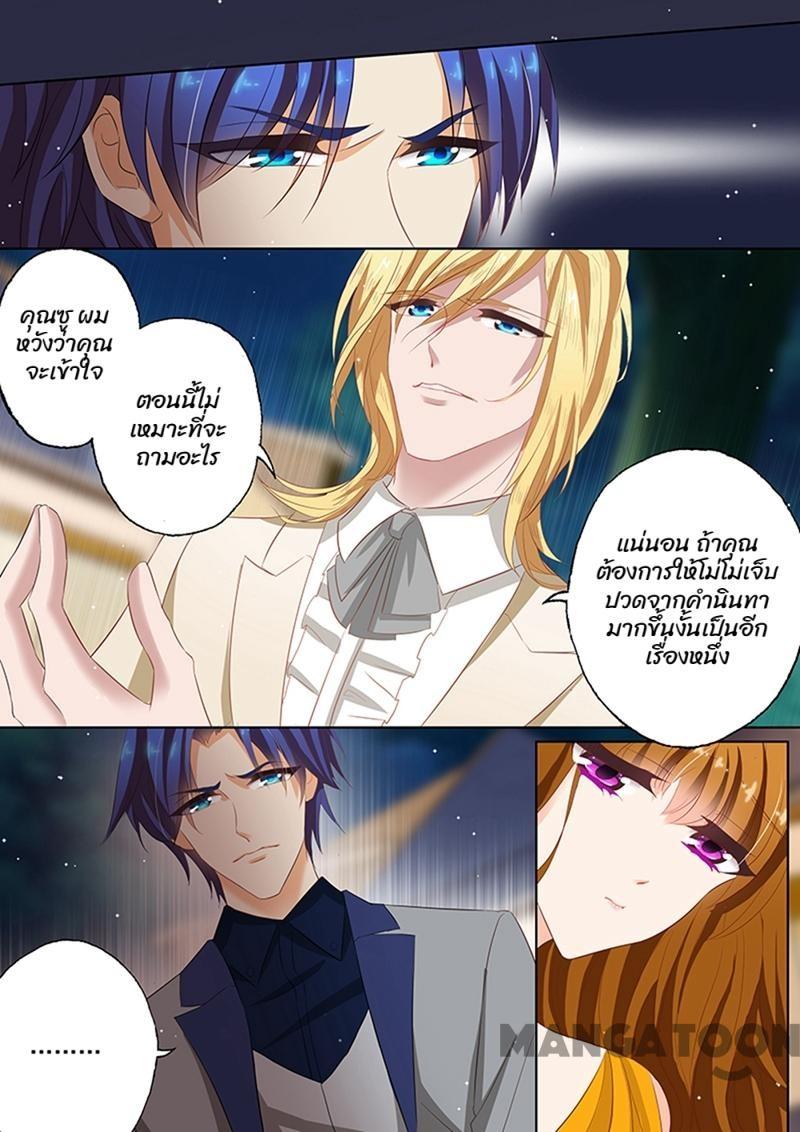 คุณซู ผม
หวังว่าคุณ
จะเข้าใจ
ตอนนี้ไม่
เหมาะที่จะ
ถามอะไร
แน่นอน ถ้าคุณ
ต้องการให้โม่โม่เจ็บ
ปวดจากคำนินทา
มากขึ้นงั้นเป็นอีก
เรื่องหนึ่ง
.........
MANGATOON